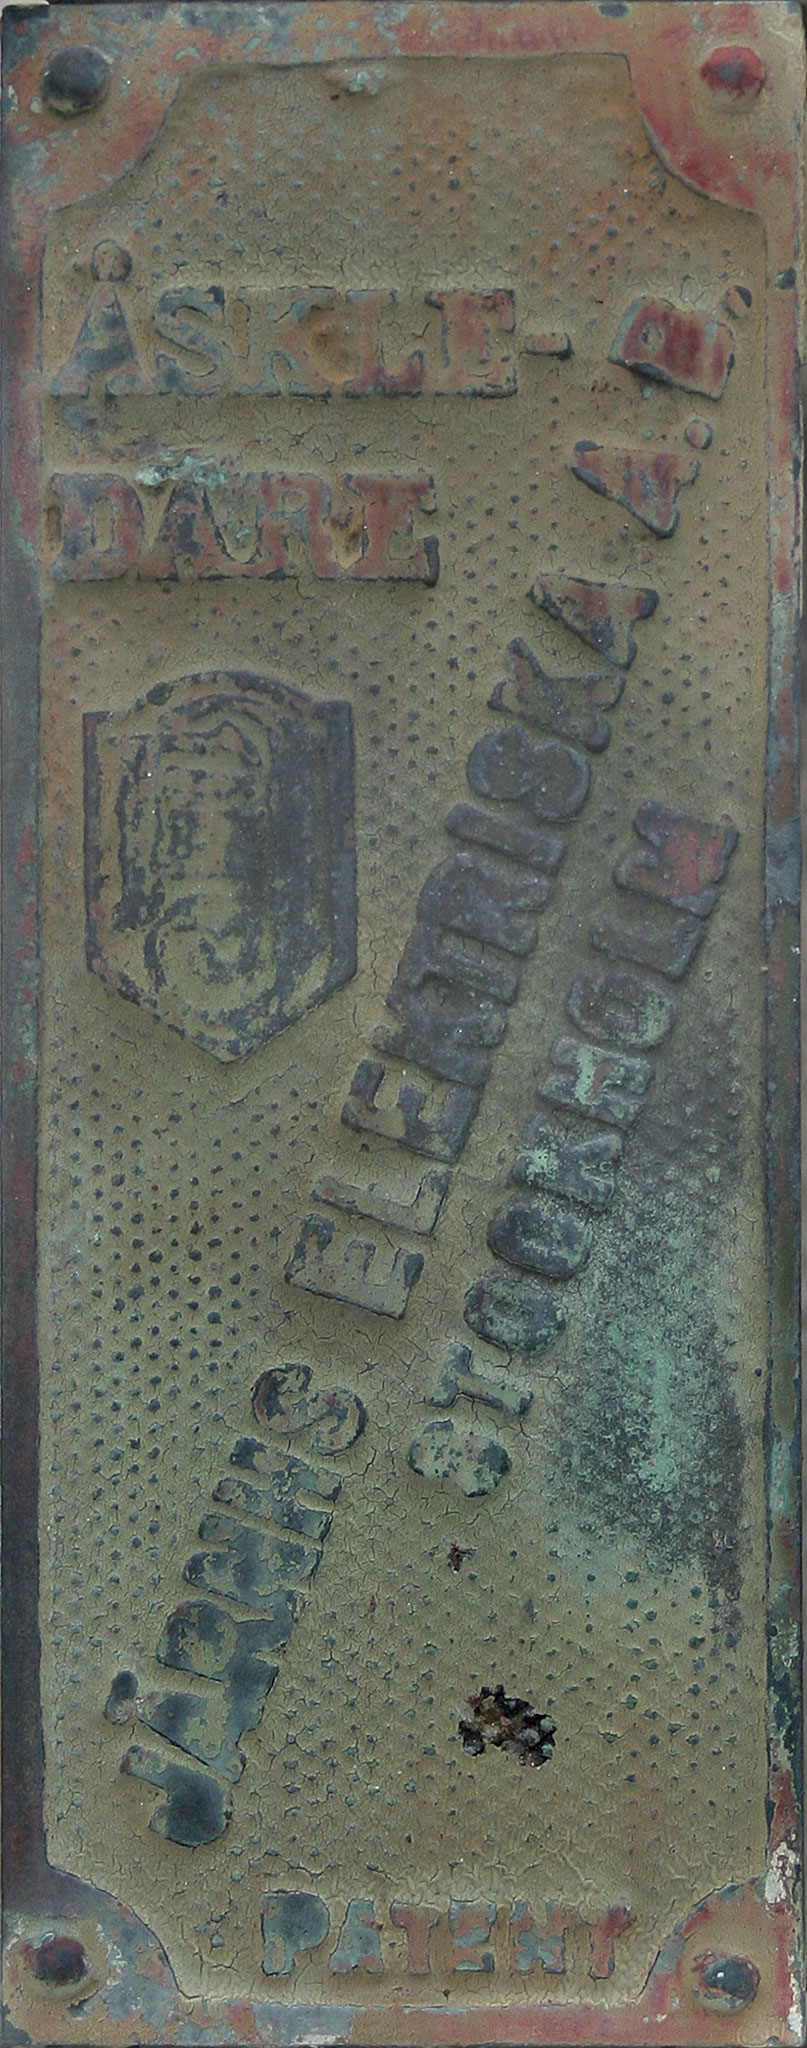 ÅSKLE-
DARE
JÄRNHS ELEKTRISKA A.B.
STOCKHOLM
PATENT